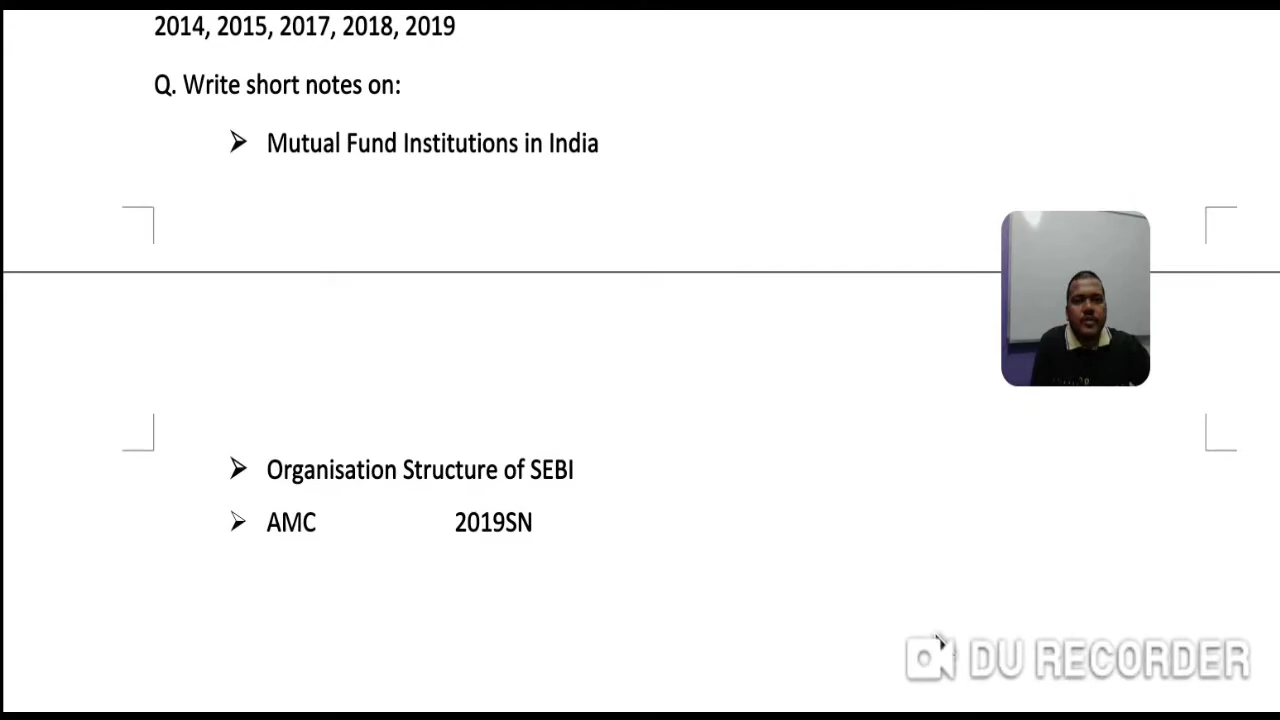 2014, 2015, 2017, 2018, 2019
Q. Write short notes on:
➢ Mutual Fund Institutions in India
➢ Organisation Structure of SEBI
➢ AMC 2019SN
DU RECORDER